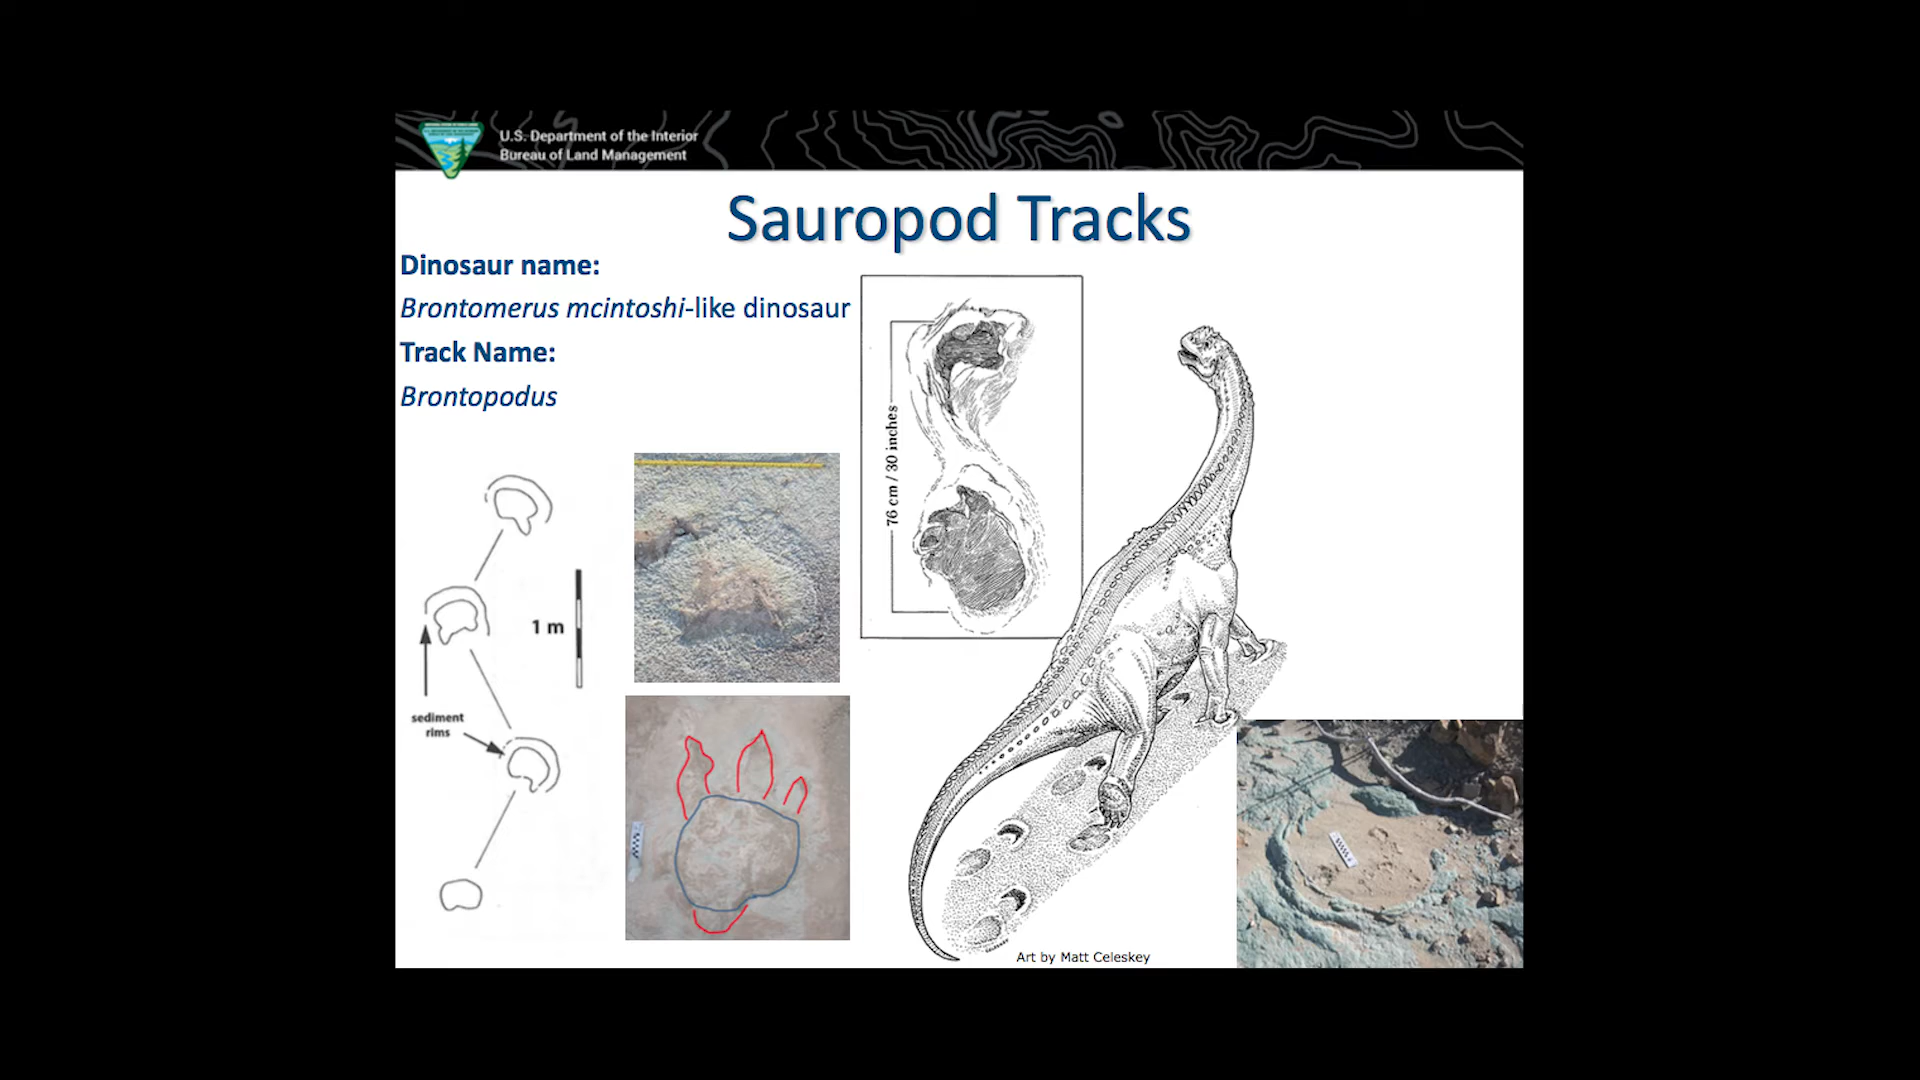 U.S. Department of the Interior
Bureau of Land Management
Sauropod Tracks
Dinosaur name:
Brontomerus mcintoshi-like dinosaur
Track Name:
Brontopodus
76 cm / 30 inches
1 m
sediment
rims
Art by Matt Celeskey